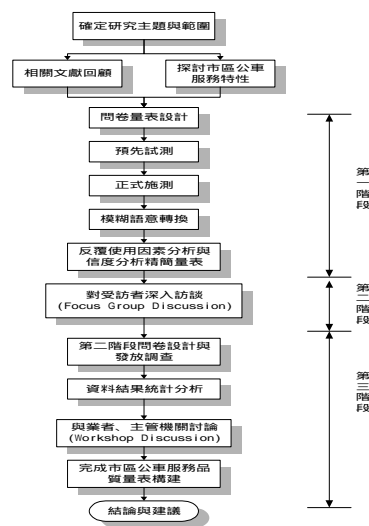 確定研究主題與範圍
相關文獻回顧
探討市區公車
服務特性
問卷量表設計
預先試測
正式施測
模糊語意轉換
反覆使用因素分析與
信度分析精簡量表
第一階段
對受訪者深入訪談
(Focus Group Discussion)
第二階段
第二階段問卷設計與
發放調查
資料結果統計分析
與業者、主管機關討論
(Workshop Discussion)
完成市區公車服務品
質量表構建
第三階段
結論與建議